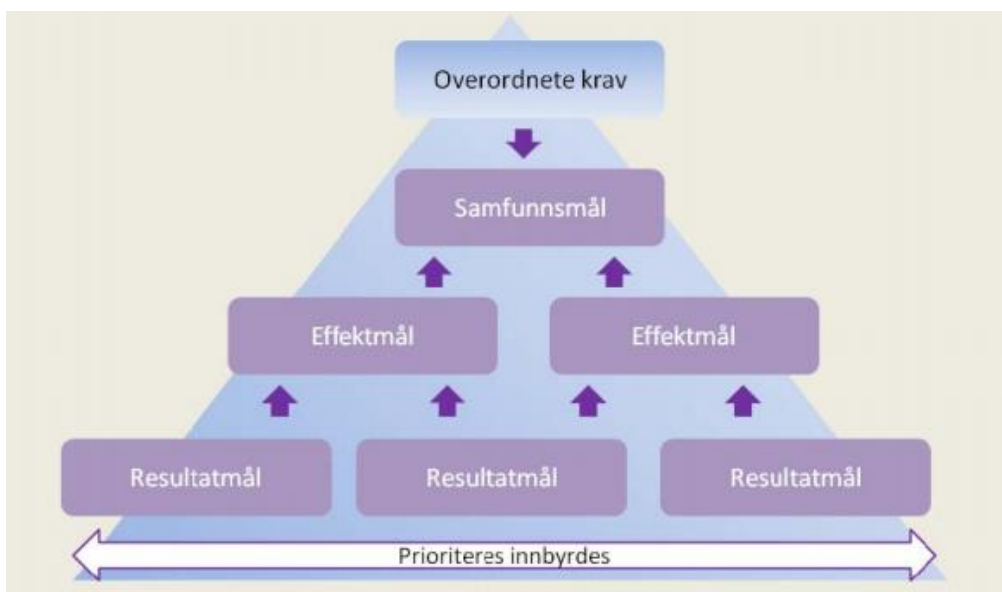 Overordnete krav
Samfunnsmål
Effektmål
Effektmål
Resultatmål
Resultatmål
Resultatmål
Prioriteres innbyrdes